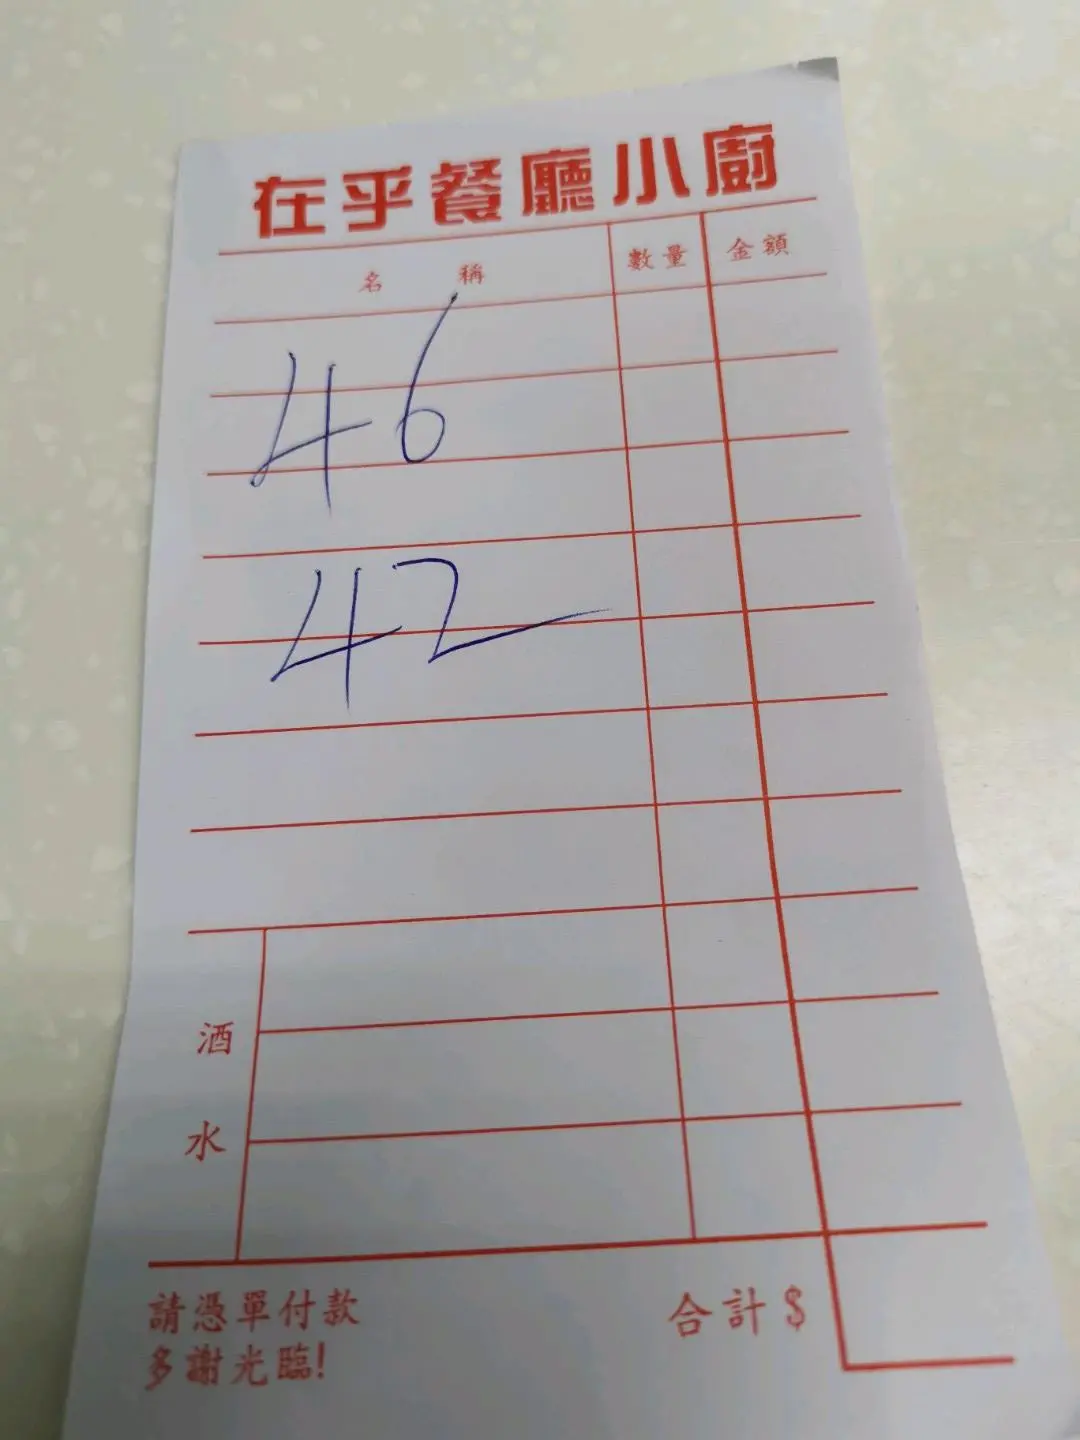 在乎餐廳小廚
名稱 數量 金額
46
42
酒水
請憑單付款 合計$
多謝光臨!